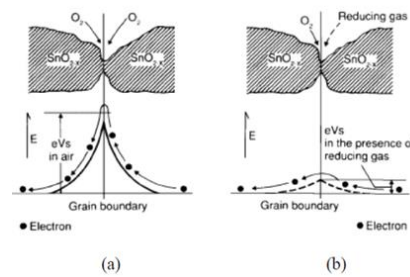 O₂ O₂
SnO₂₋ₓ SnO₂₋ₓ
E
eVs
in air
Grain boundary
● Electron
(a)
O₂ Reducing gas
SnO₂₋ₓ SnO₂₋ₓ
E
eVs
in the presence of
reducing gas
Grain boundary
● Electron
(b)